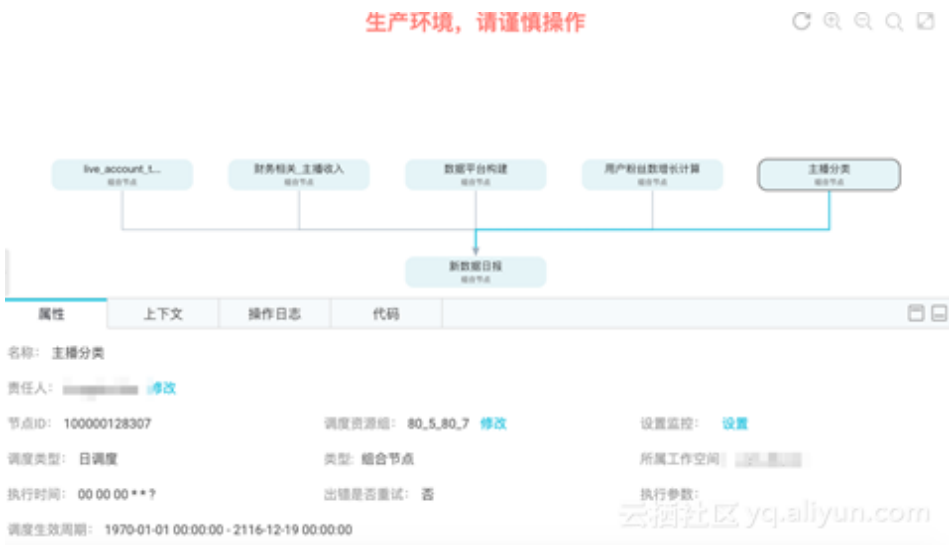 生产环境，请谨慎操作
live_account_t...
组合节点
财务相关_主播收入
组合节点
数据平台构建
组合节点
用户粉丝数增长计算
组合节点
主播分类
组合节点
新数据日报
组合节点
属性 上下文 操作日志 代码
名称： 主播分类
责任人： 修改
节点ID： 100000128307 调度资源组： 80_5_80_7 修改 设置监控： 设置
调度类型： 日调度 类型: 组合节点 所属工作空间
执行时间： 00 00 00 * * ? 出错是否重试： 否 执行参数：
调度生效周期： 1970-01-01 00:00:00 - 2116-12-19 00:00:00
云栖社区 yq.aliyun.com